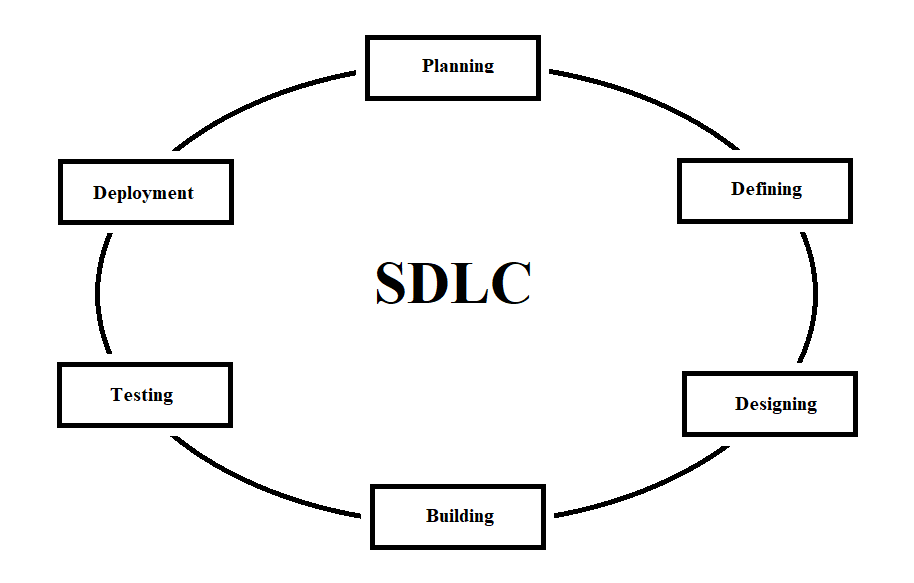 Planning
Deployment
Defining
SDLC
Testing
Designing
Building